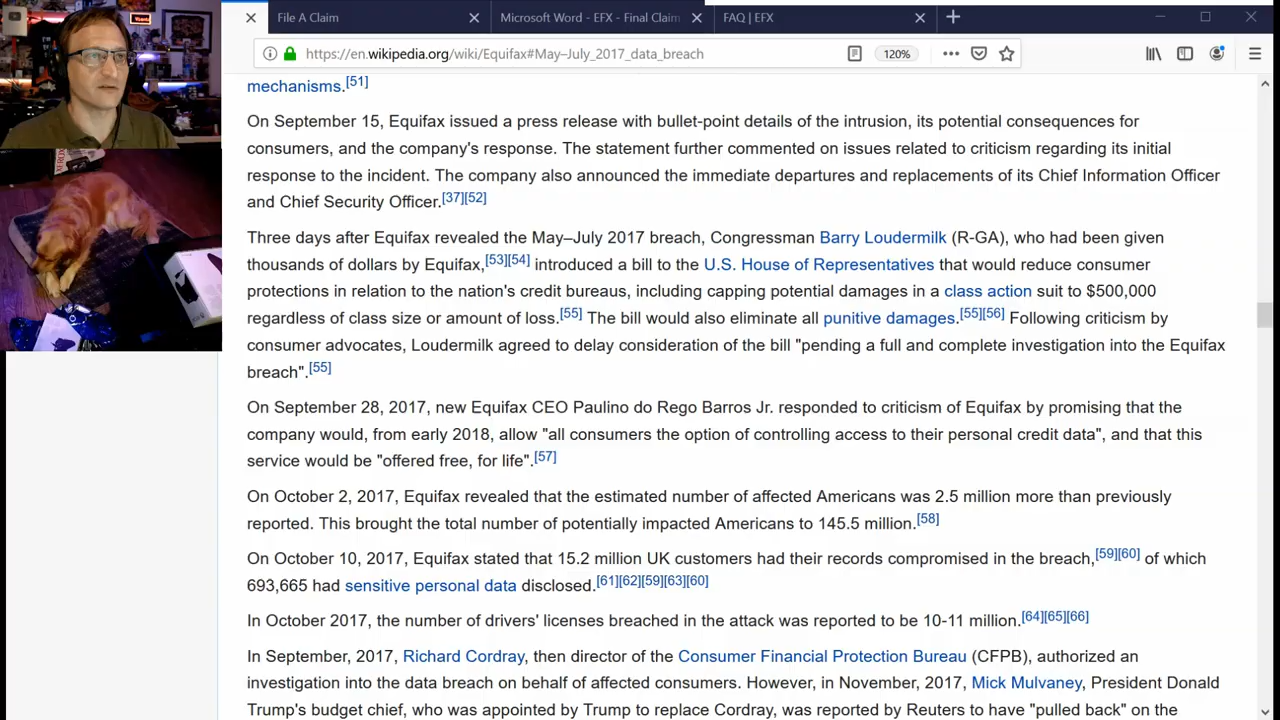 File A Claim
Microsoft Word - EFX - Final Claim
FAQ | EFX
https://en.wikipedia.org/wiki/Equifax#May–July_2017_data_breach
120%
mechanisms.[51]
On September 15, Equifax issued a press release with bullet-point details of the intrusion, its potential consequences for
consumers, and the company's response. The statement further commented on issues related to criticism regarding its initial
response to the incident. The company also announced the immediate departures and replacements of its Chief Information Officer
and Chief Security Officer.[37][52]
Three days after Equifax revealed the May–July 2017 breach, Congressman Barry Loudermilk (R-GA), who had been given
thousands of dollars by Equifax,[53][54] introduced a bill to the U.S. House of Representatives that would reduce consumer
protections in relation to the nation's credit bureaus, including capping potential damages in a class action suit to $500,000
regardless of class size or amount of loss.[55] The bill would also eliminate all punitive damages.[55][56] Following criticism by
consumer advocates, Loudermilk agreed to delay consideration of the bill "pending a full and complete investigation into the Equifax
breach".[55]
On September 28, 2017, new Equifax CEO Paulino do Rego Barros Jr. responded to criticism of Equifax by promising that the
company would, from early 2018, allow "all consumers the option of controlling access to their personal credit data", and that this
service would be "offered free, for life".[57]
On October 2, 2017, Equifax revealed that the estimated number of affected Americans was 2.5 million more than previously
reported. This brought the total number of potentially impacted Americans to 145.5 million.[58]
On October 10, 2017, Equifax stated that 15.2 million UK customers had their records compromised in the breach,[59][60] of which
693,665 had sensitive personal data disclosed.[61][62][59][63][60]
In October 2017, the number of drivers' licenses breached in the attack was reported to be 10-11 million.[64][65][66]
In September, 2017, Richard Cordray, then director of the Consumer Financial Protection Bureau (CFPB), authorized an
investigation into the data breach on behalf of affected consumers. However, in November, 2017, Mick Mulvaney, President Donald
Trump's budget chief, who was appointed by Trump to replace Cordray, was reported by Reuters to have "pulled back" on the